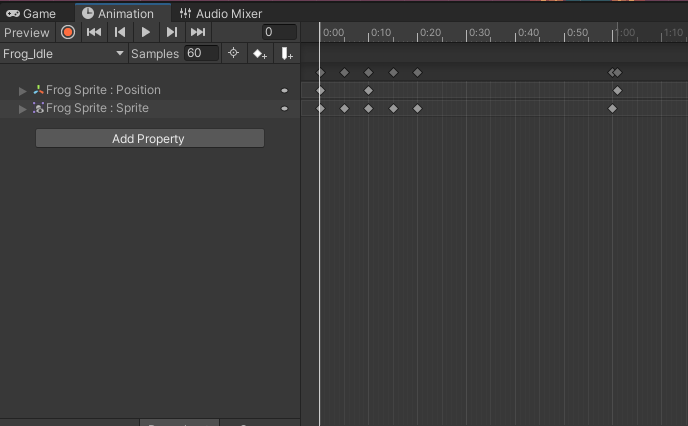 Game Animation Audio Mixer
Preview 0 0:00 0:10 0:20 0:30 0:40 0:50 1:00 1:10
Frog_Idle Samples 60
Frog Sprite : Position
Frog Sprite : Sprite
Add Property